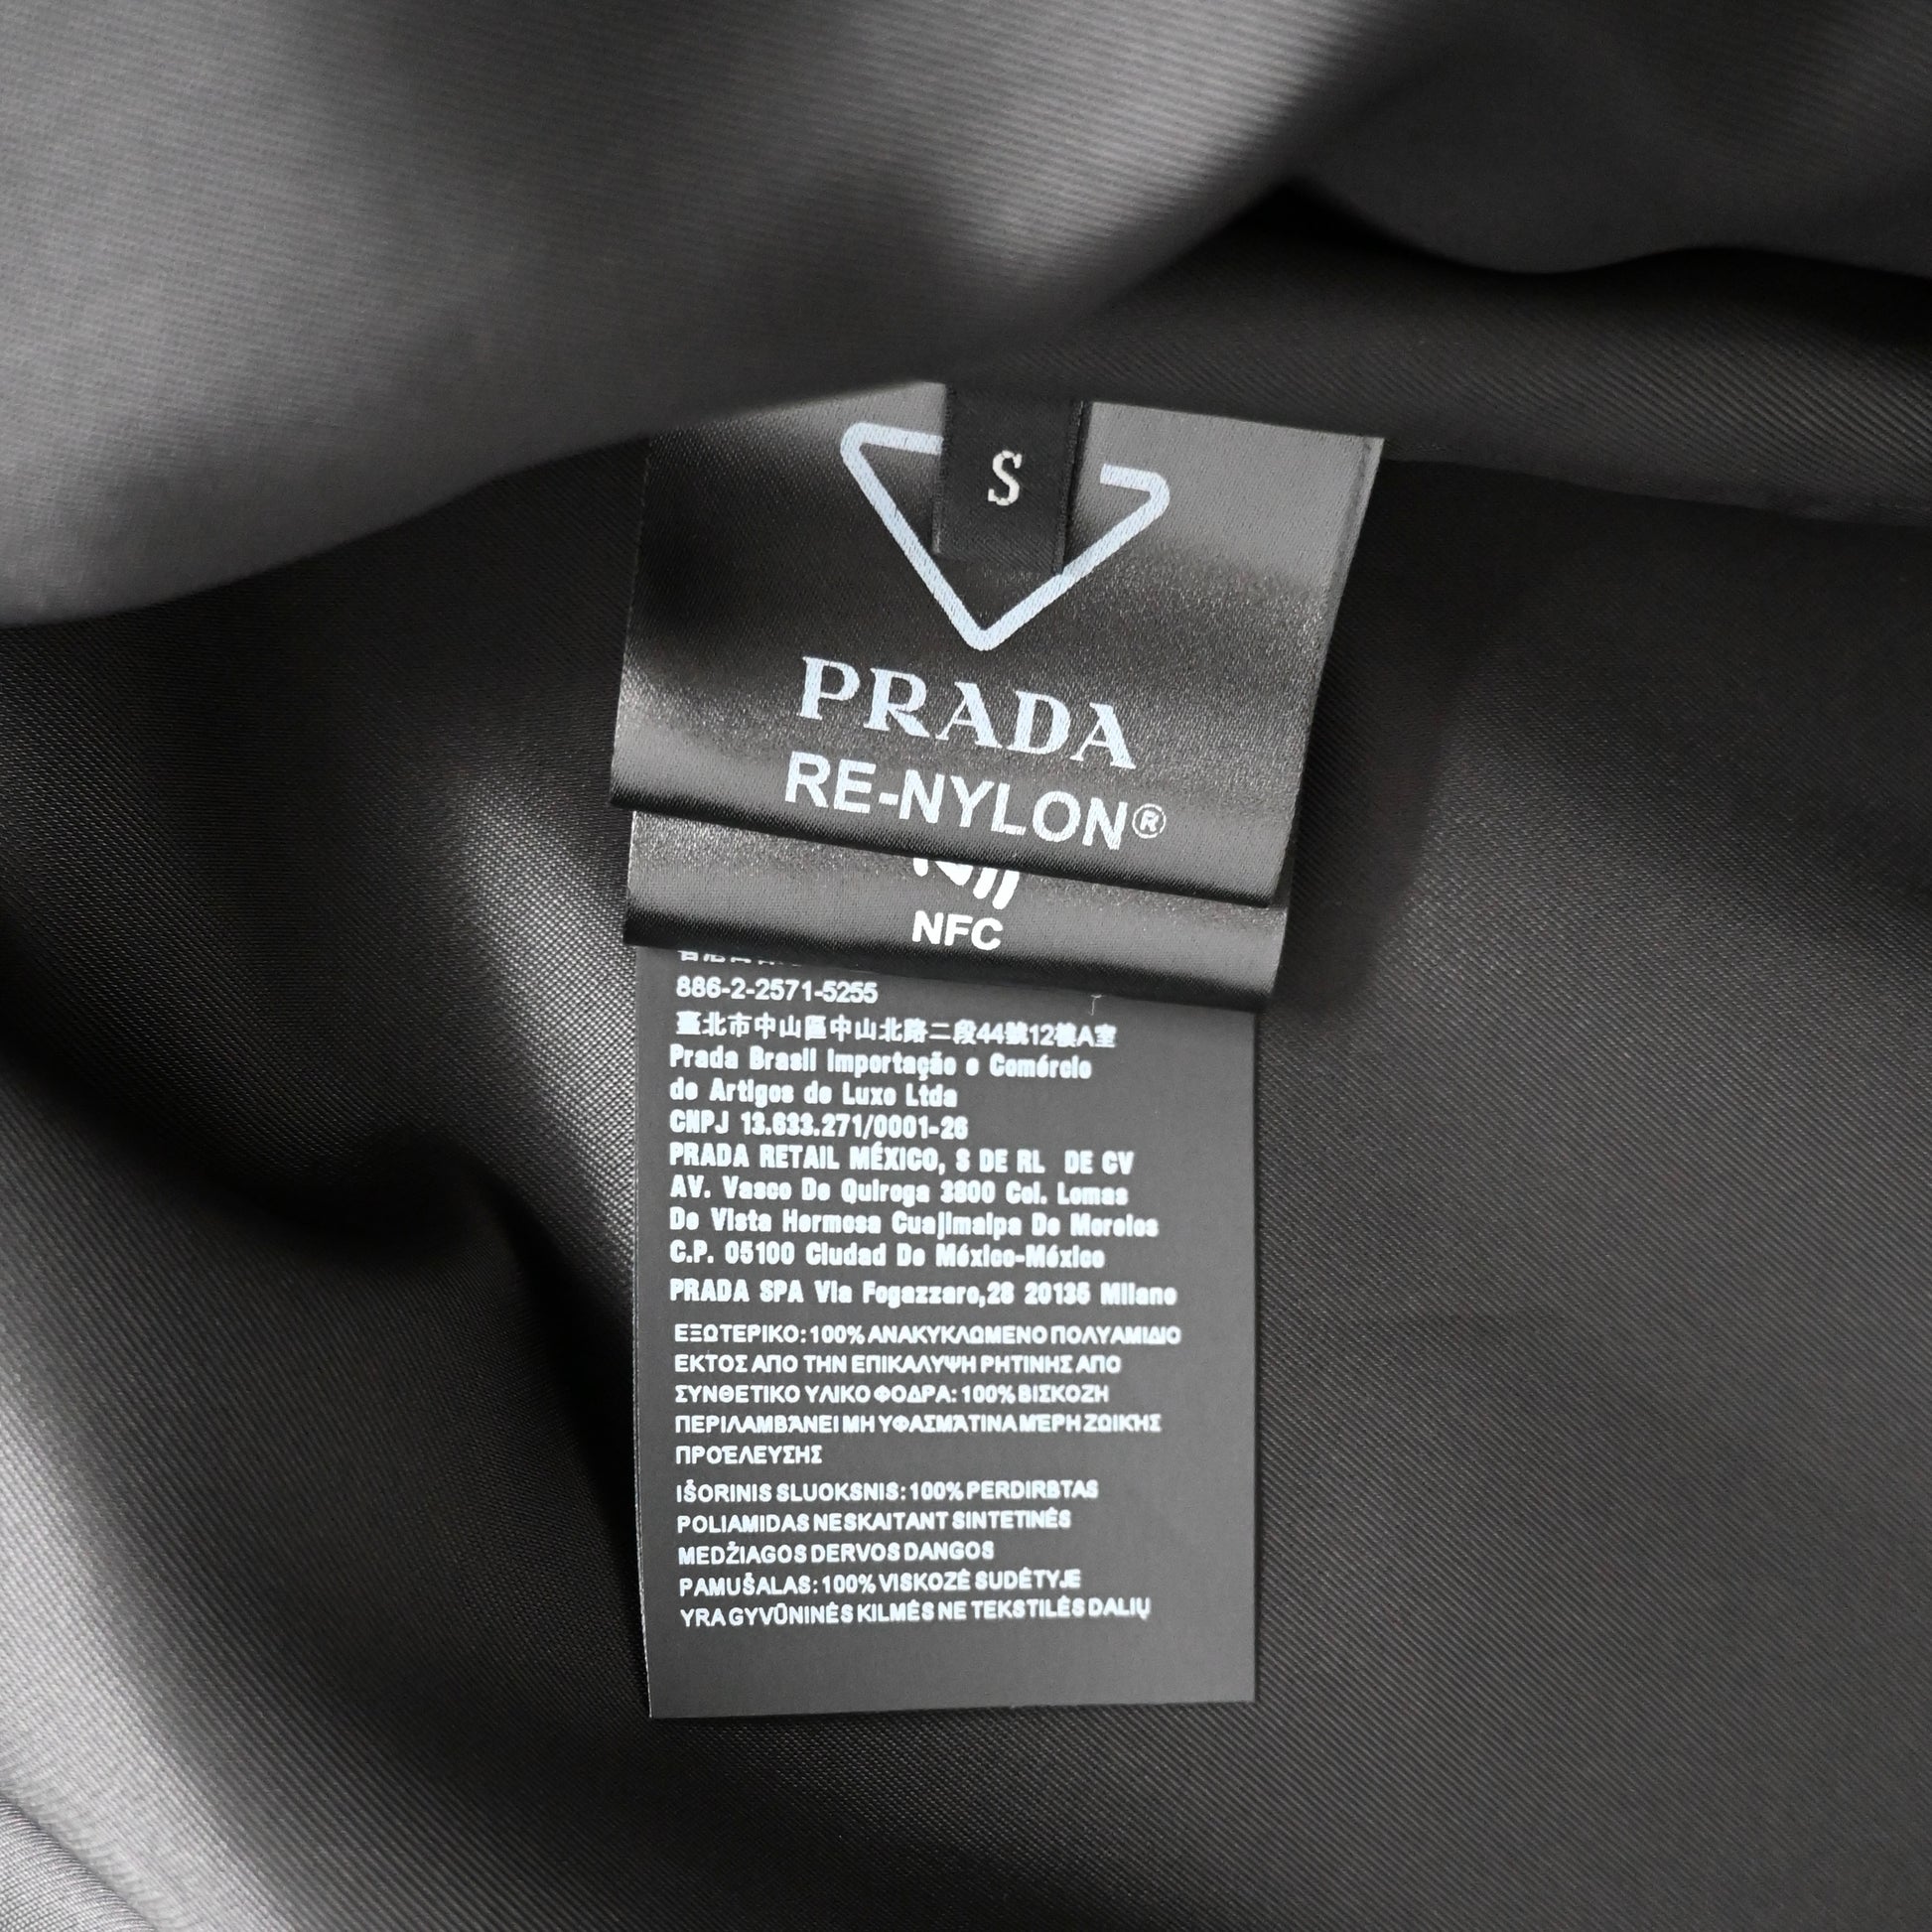 S
PRADA
RE-NYLON®
NFC
886-2-2571-5255
臺北市中山區中山北路二段44號12樓A室
Prada Brasil Importação e Comércio
de Artigos de Luxo Ltda
CNPJ 13.633.271/0001-26
PRADA RETAIL MÉXICO, S DE RL DE CV
AV. Vasco De Quiroga 3800 Col. Lomas
De Vista Hermosa Cuajimalpa De Morelos
C.P. 05100 Ciudad De México-México
PRADA SPA Via Fogazzaro,28 20135 Milano
ΕΞΩΤΕΡΙΚΟ: 100% ΑΝΑΚΥΚΛΩΜΕΝΟ ΠΟΛΥΑΜΙΔΙΟ
ΕΚΤΟΣ ΑΠΟ ΤΗΝ ΕΠΙΚΑΛΥΨΗ ΡΗΤΙΝΗΣ ΑΠΟ
ΣΥΝΘΕΤΙΚΟ ΥΛΙΚΟ ΦΟΔΡΑ: 100% ΒΙΣΚΟΖΗ
ΠΕΡΙΛΑΜΒΆΝΕΙ ΜΗ ΥΦΑΣΜΆΤΙΝΑ ΜΈΡΗ ΖΩΙΚΉΣ
ΠΡΟΈΛΕΥΣΗΣ
IŠORINIS SLUOKSNIS: 100% PERDIRBTAS
POLIAMIDAS NESKAITANT SINTETINĖS
MEDŽIAGOS DERVOS DANGOS
PAMUŠALAS: 100% VISKOZĖ SUDĖTYJE
YRA GYVŪNINĖS KILMĖS NE TEKSTILĖS DALIŲ